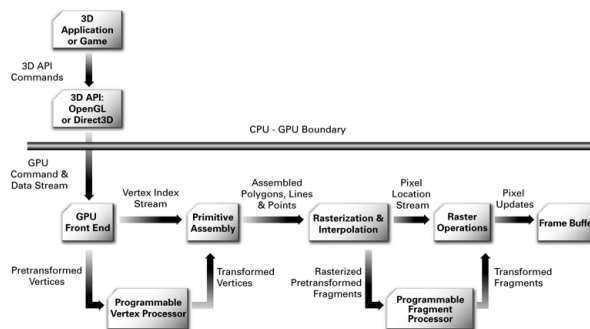 3D
Application
or Game
3D API
Commands
3D API:
OpenGL
or Direct3D
CPU - GPU Boundary
GPU
Command &
Data Stream
Vertex Index
Stream
Assembled
Polygons, Lines
& Points
Pixel
Location
Stream
Pixel
Updates
GPU
Front End
Primitive
Assembly
Rasterization &
Interpolation
Raster
Operations
Frame Buffe
Pretransformed
Vertices
Transformed
Vertices
Rasterized
Pretransformed
Fragments
Transformed
Fragments
Programmable
Vertex Processor
Programmable
Fragment
Processor